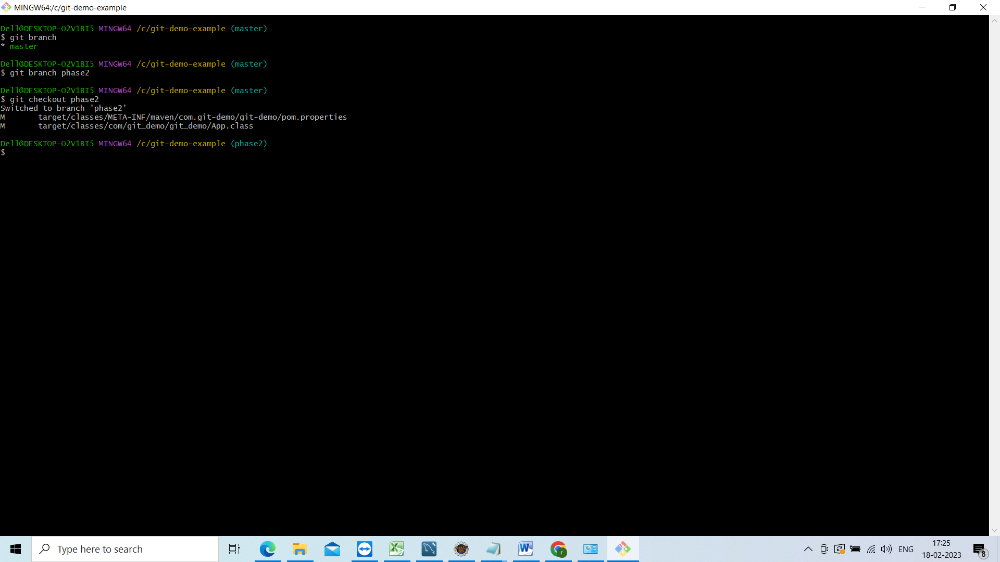 MINGW64:/c/git-demo-example
Dell@DESKTOP-O2V1BI5 MINGW64 /c/git-demo-example (master)
$ git branch
* master
Dell@DESKTOP-O2V1BI5 MINGW64 /c/git-demo-example (master)
$ git branch phase2
Dell@DESKTOP-O2V1BI5 MINGW64 /c/git-demo-example (master)
$ git checkout phase2
Switched to branch 'phase2'
M       target/classes/META-INF/maven/com.git-demo/git-demo/pom.properties
M       target/classes/com/git_demo/git_demo/App.class
Dell@DESKTOP-O2V1BI5 MINGW64 /c/git-demo-example (phase2)
$
Type here to search
ENG
17:25
18-02-2023
8